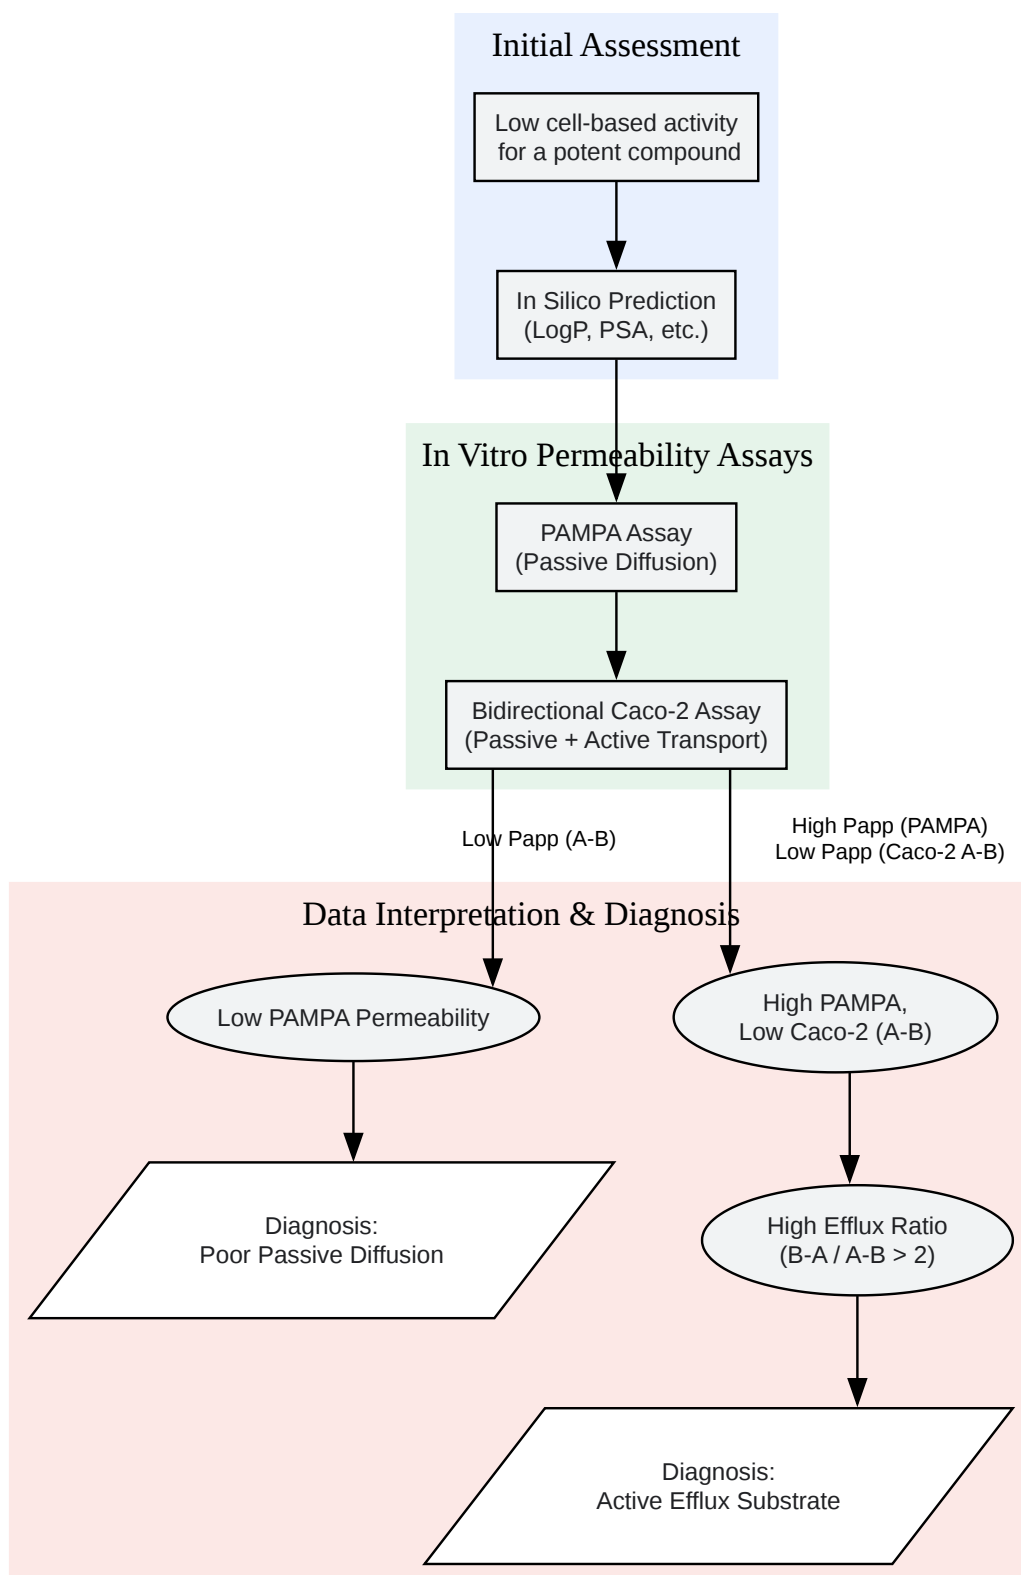 Initial Assessment
Low cell-based activity
for a potent compound
In Silico Prediction
(LogP, PSA, etc.)
In Vitro Permeability Assays
PAMPA Assay
(Passive Diffusion)
Bidirectional Caco-2 Assay
(Passive + Active Transport)
Low Papp (A-B)
High Papp (PAMPA)
Low Papp (Caco-2 A-B)
Data Interpretation & Diagnosis
Low PAMPA Permeability
High PAMPA,
Low Caco-2 (A-B)
Diagnosis:
Poor Passive Diffusion
High Efflux Ratio
(B-A / A-B > 2)
Diagnosis:
Active Efflux Substrate